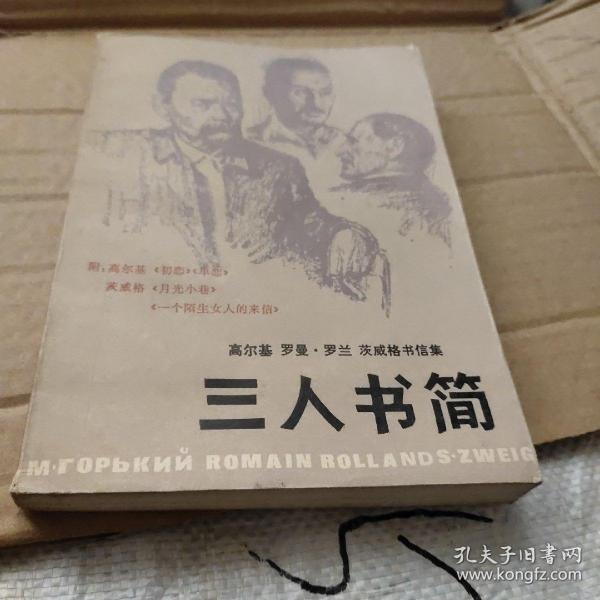 附:高尔基《初恋》《单恋》
茨威格《月光小巷》
《一个陌生女人的来信》
高尔基 罗曼·罗兰 茨威格书信集
三人书简
М·ГОРЬКИЙ ROMAIN ROLLAND S·ZWEIG
孔夫子旧书网
www.kongfz.com